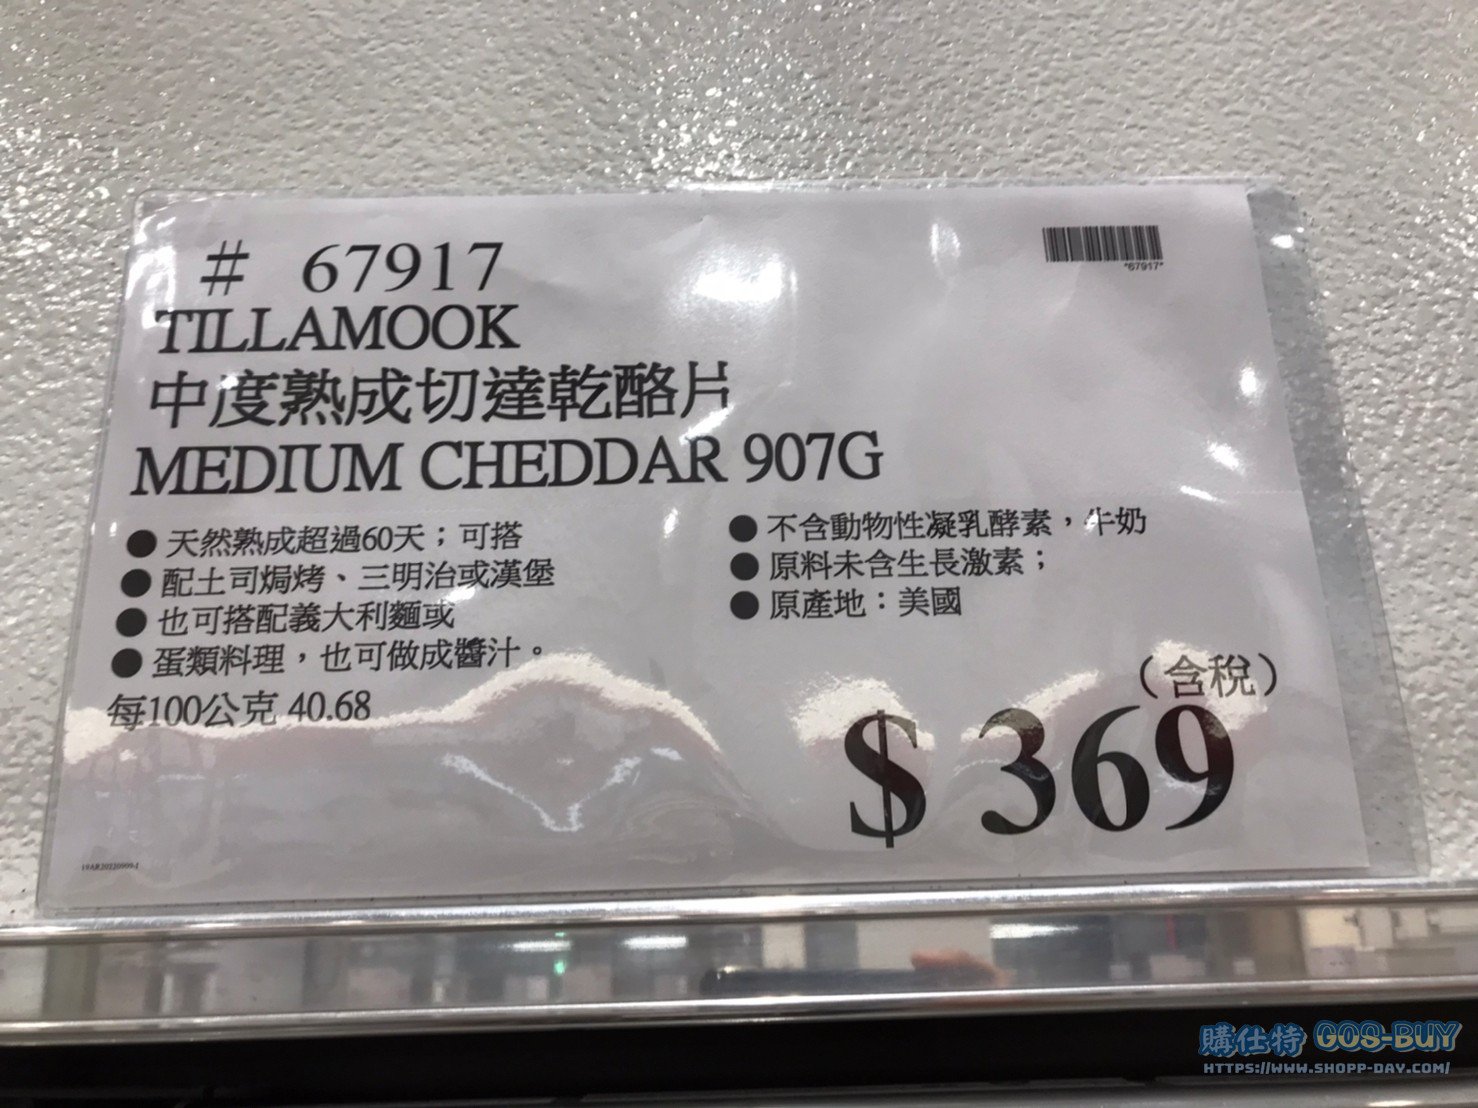 # 67917
*67917*
TILLAMOOK
中度熟成切達乾酪片
MEDIUM CHEDDAR 907G
● 天然熟成超過60天；可搭
● 配土司焗烤、三明治或漢堡
● 也可搭配義大利麵或
● 蛋類料理，也可做成醬汁。
每100公克 40.68
● 不含動物性凝乳酵素，牛奶
● 原料未含生長激素；
● 原產地：美國
（含稅）
$ 369
購仕特 GOS-BUY
HTTPS://WWW.SHOPP-DAY.COM/